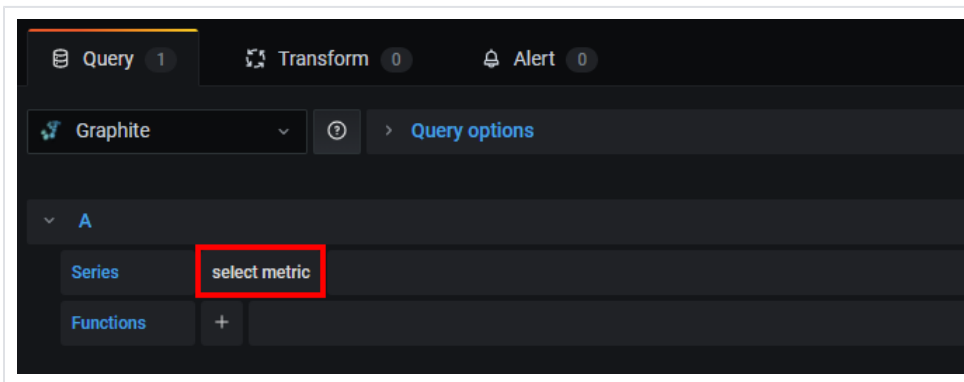 Query 1 Transform 0 Alert 0
Graphite ? > Query options
A
Series select metric
Functions +